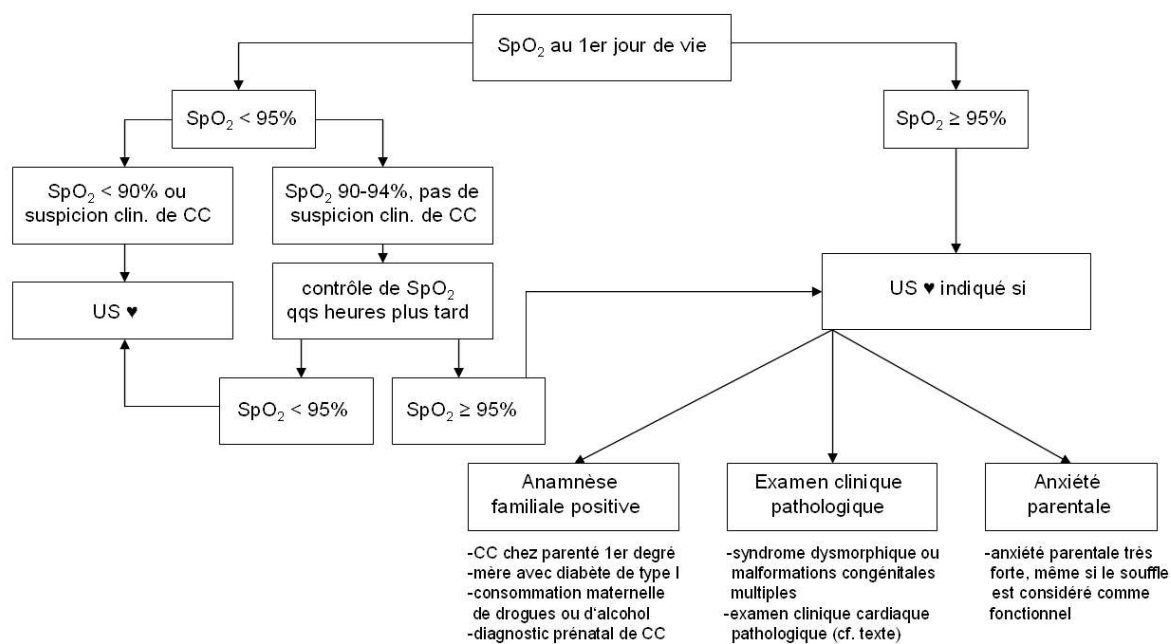 SpO₂ au 1er jour de vie
SpO₂ < 95%
SpO₂ ≥ 95%
SpO₂ < 90% ou
suspicion clin. de CC
SpO₂ 90-94%, pas de
suspicion clin. de CC
US ♥
contrôle de SpO₂
qqs heures plus tard
US ♥ indiqué si
SpO₂ < 95%
SpO₂ ≥ 95%
Anamnèse
familiale positive
Examen clinique
pathologique
Anxiété
parentale
-CC chez parenté 1er degré
-mère avec diabète de type I
-consommation maternelle
de drogues ou d'alcohol
-diagnostic prénatal de CC
-syndrome dysmorphique ou
malformations congénitales
multiples
-examen clinique cardiaque
pathologique (cf. texte)
-anxiété parentale très
forte, même si le souffle
est considéré comme
fonctionnel